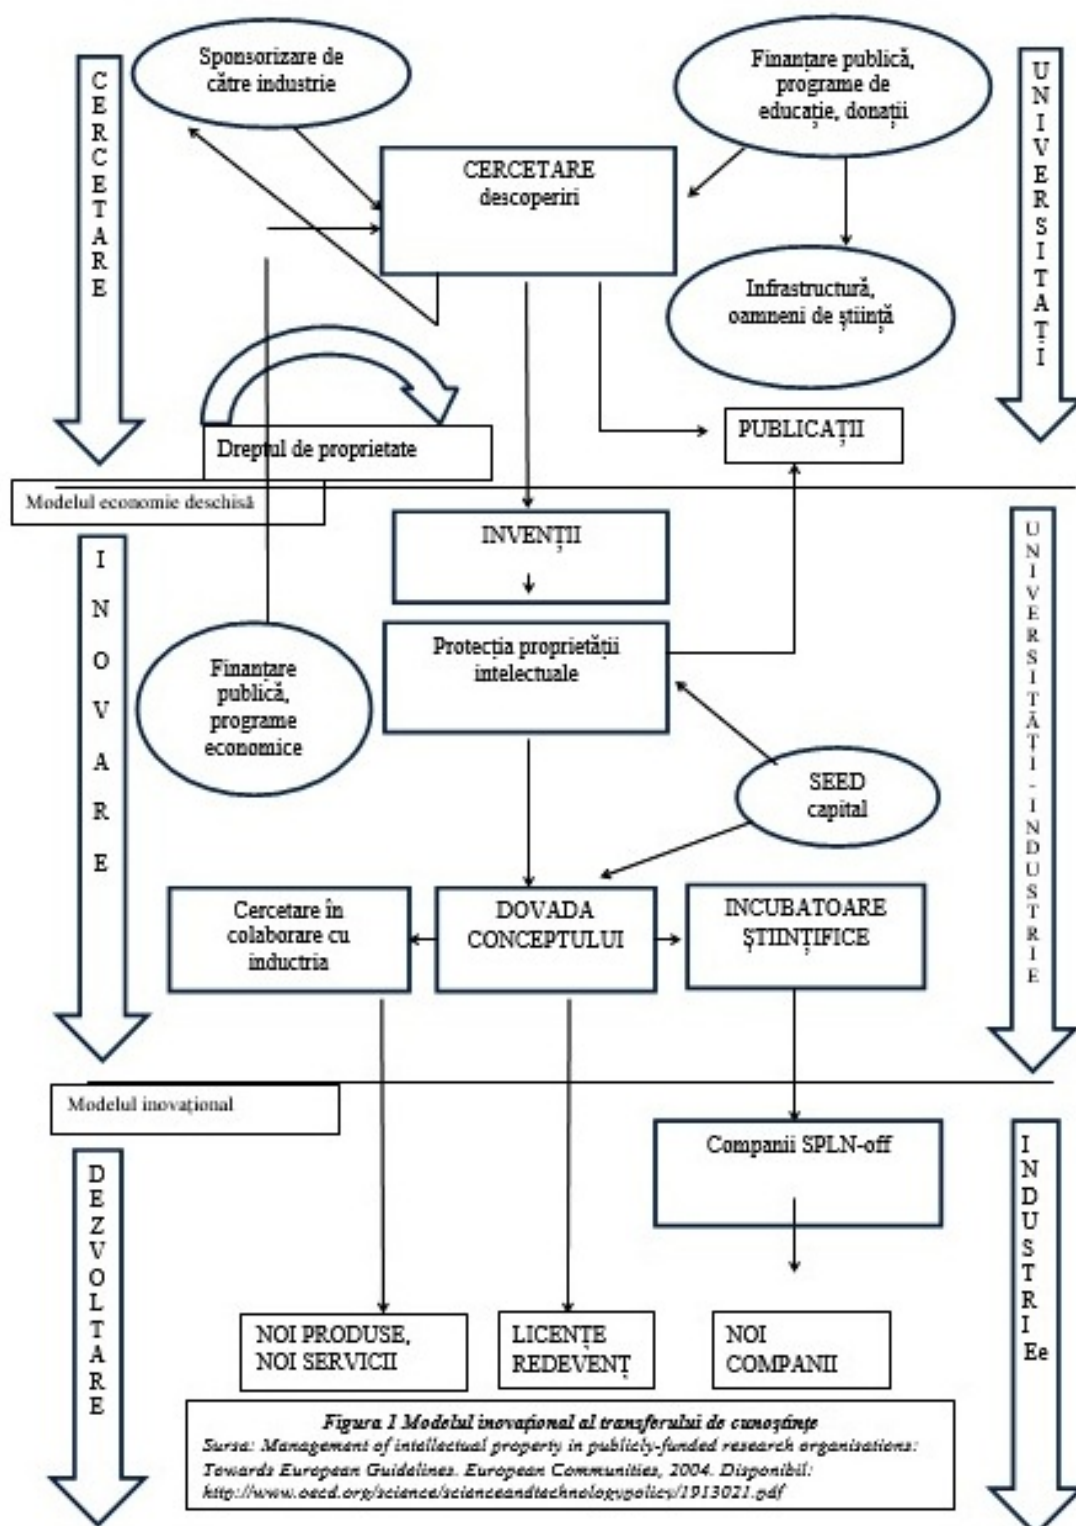 CERCETARE
Sponsorizare de
către industrie
Finanțare publică,
programe de
educație, donații
UNIVERSITAȚI
CERCETARE
descoperiri
Infrastructură,
oamneni de știință
PUBLICAȚII
Dreptul de proprietate
Modelul economie deschisă
INOVARE
INVENȚII
UNIVERSITĂȚI - INDUSTRIE
Protecția proprietății
intelectuale
Finanțare
publică,
programe
economice
SEED
capital
Cercetare în
colaborare cu
inductria
DOVADA
CONCEPTULUI
INCUBATOARE
ȘTIINȚIFICE
Modelul inovațional
DEZVOLTARE
Companii SPLN-off
INDUSTRIEe
NOI PRODUSE,
NOI SERVICII
LICENȚE
REDEVENȚ
NOI
COMPANII
Figura 1 Modelul inovațional al transferului de cunoștințe
Sursa: Management of intellectual property in publicly-funded research organisations:
Towards European Guidelines. European Communities, 2004. Disponibil:
http://www.oecd.org/science/scienceandtechnologypolicy/1913021.pdf